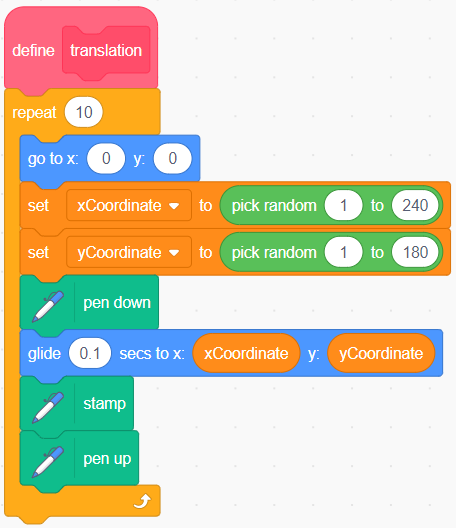 define translation
repeat 10
go to x: 0 y: 0
set xCoordinate to pick random 1 to 240
set yCoordinate to pick random 1 to 180
pen down
glide 0.1 secs to x: xCoordinate y: yCoordinate
stamp
pen up